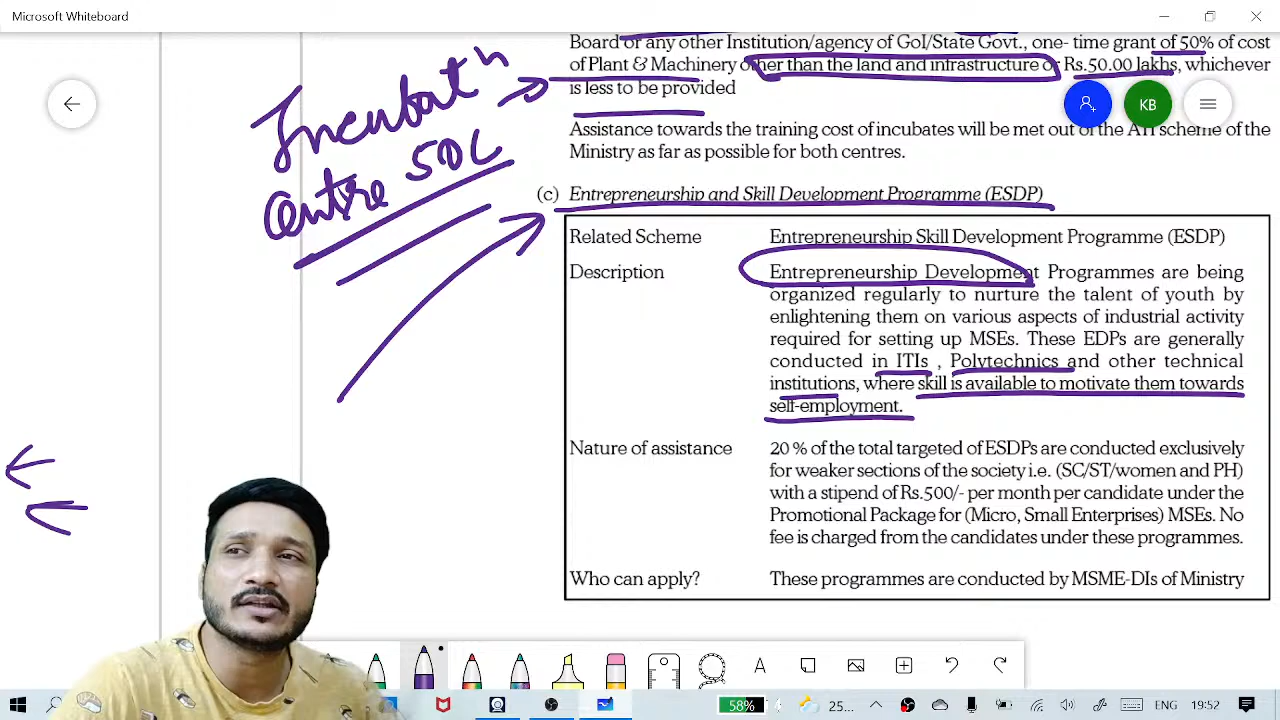 Microsoft Whiteboard
Board or any other Institution/agency of GoI/State Govt., one- time grant of 50% of cost
of Plant & Machinery other than the land and infrastructure or Rs.50.00 lakhs, whichever
is less to be provided
KB
Assistance towards the training cost of incubates will be met out of the ATI scheme of the
Ministry as far as possible for both centres.
Incubatn
Centre 50L
(c) Entrepreneurship and Skill Development Programme (ESDP)
Related Scheme Entrepreneurship Skill Development Programme (ESDP)
Description Entrepreneurship Development Programmes are being
organized regularly to nurture the talent of youth by
enlightening them on various aspects of industrial activity
required for setting up MSEs. These EDPs are generally
conducted in ITIs , Polytechnics and other technical
institutions, where skill is available to motivate them towards
self-employment.
Nature of assistance 20 % of the total targeted of ESDPs are conducted exclusively
for weaker sections of the society i.e. (SC/ST/women and PH)
with a stipend of Rs.500/- per month per candidate under the
Promotional Package for (Micro, Small Enterprises) MSEs. No
fee is charged from the candidates under these programmes.
Who can apply? These programmes are conducted by MSME-DIs of Ministry
58% 25... ENG 19:52